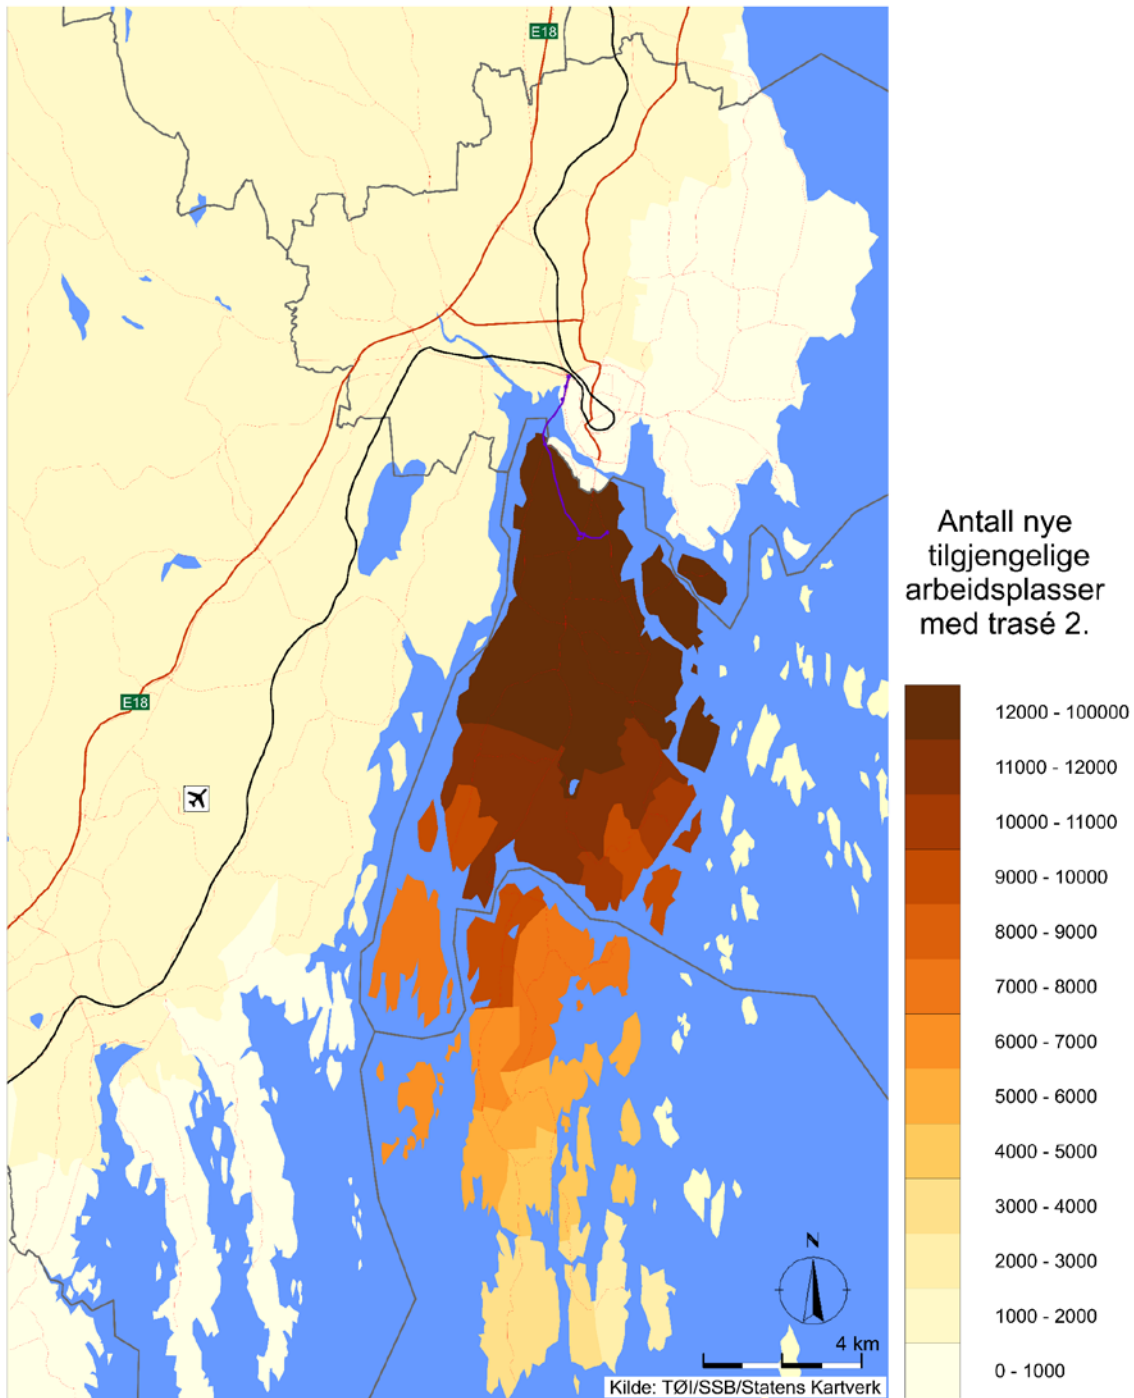 E18
E18
Antall nye
tilgjengelige
arbeidsplasser
med trasé 2.
12000 - 100000
11000 - 12000
10000 - 11000
9000 - 10000
8000 - 9000
7000 - 8000
6000 - 7000
5000 - 6000
4000 - 5000
3000 - 4000
2000 - 3000
1000 - 2000
0 - 1000
N
4 km
Kilde: TØI/SSB/Statens Kartverk